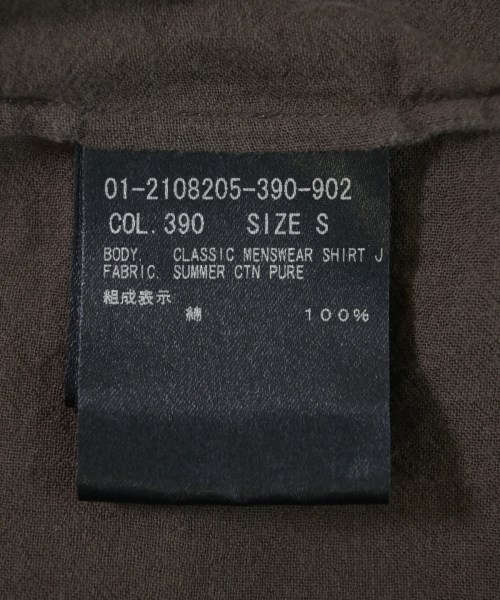 01-2108205-390-902
COL.390 SIZE S
BODY. CLASSIC MENSWEAR SHIRT J
FABRIC. SUMMER CTN PURE
組成表示
綿 100%